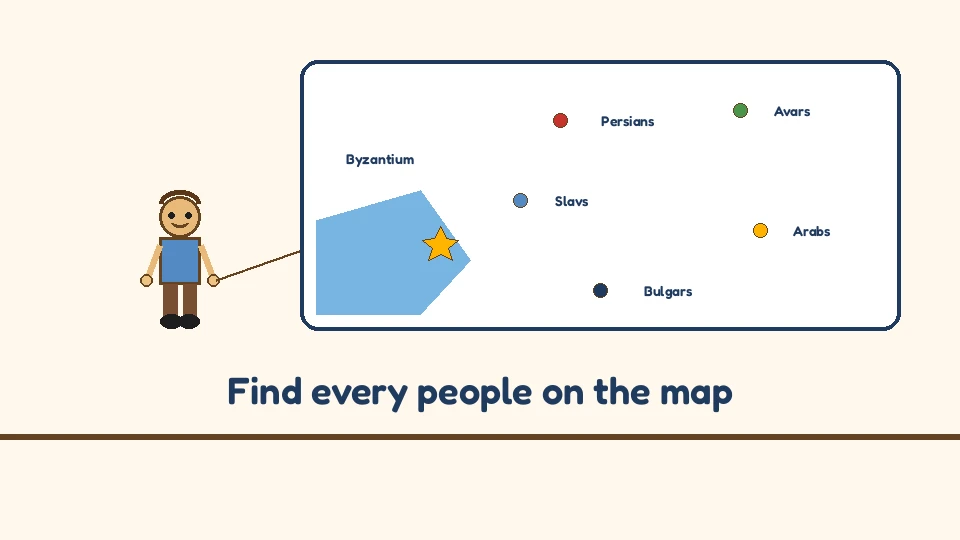 Avars
Persians
Byzantium
Slavs
Arabs
Bulgars
Find every people on the map